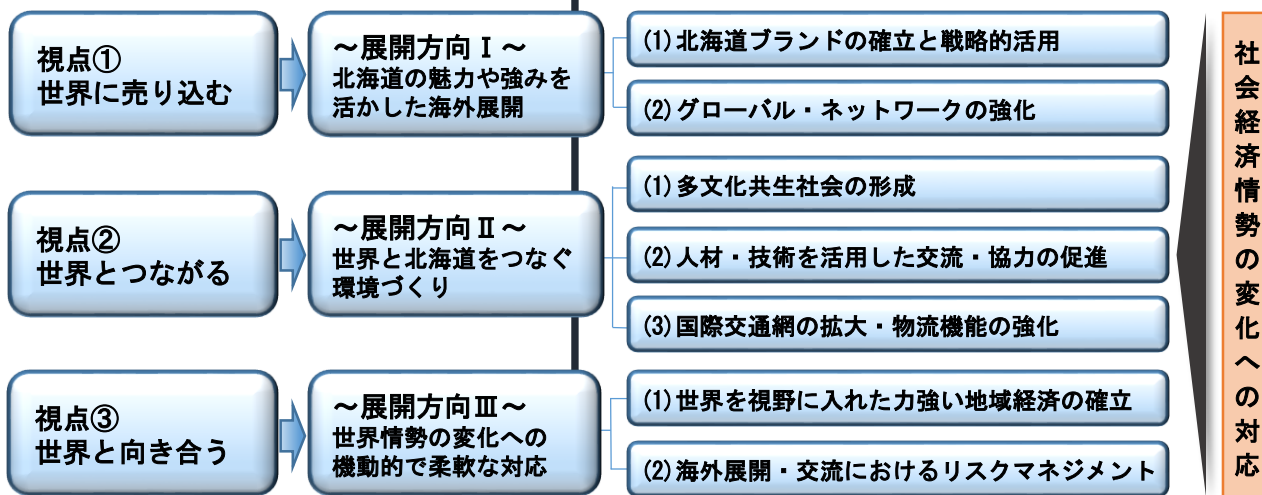 視点①
世界に売り込む
～展開方向Ⅰ～
北海道の魅力や強みを
活かした海外展開
(1)北海道ブランドの確立と戦略的活用
(2)グローバル・ネットワークの強化
視点②
世界とつながる
～展開方向Ⅱ～
世界と北海道をつなぐ
環境づくり
(1)多文化共生社会の形成
(2)人材・技術を活用した交流・協力の促進
(3)国際交通網の拡大・物流機能の強化
視点③
世界と向き合う
～展開方向Ⅲ～
世界情勢の変化への
機動的で柔軟な対応
(1)世界を視野に入れた力強い地域経済の確立
(2)海外展開・交流におけるリスクマネジメント
社会経済情勢の変化への対応